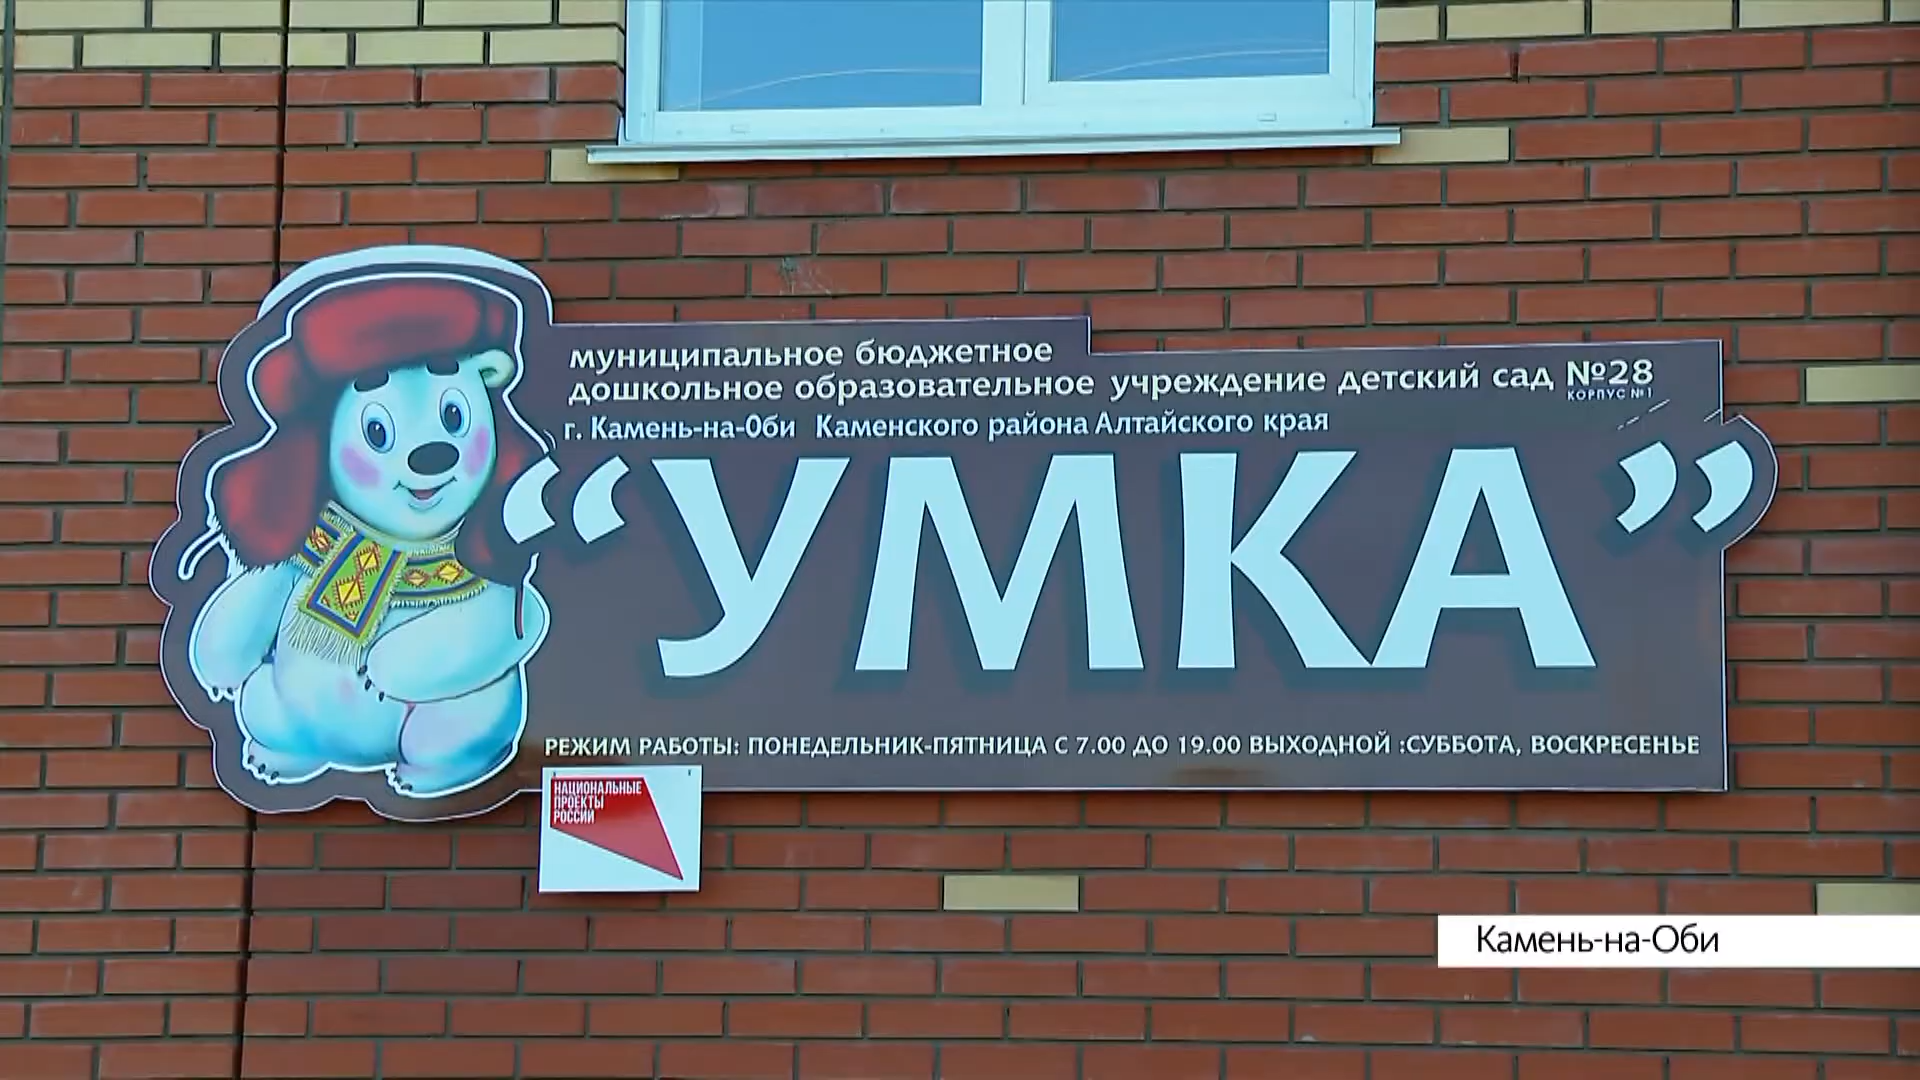 муниципальное бюджетное
дошкольное образовательное учреждение детский сад №28
КОРПУС №1
г. Камень-на-Оби Каменского района Алтайского края
“УМКА”
РЕЖИМ РАБОТЫ: ПОНЕДЕЛЬНИК-ПЯТНИЦА С 7.00 ДО 19.00 ВЫХОДНОЙ :СУББОТА, ВОСКРЕСЕНЬЕ
НАЦИОНАЛЬНЫЕ
ПРОЕКТЫ
РОССИИ
Камень-на-Оби